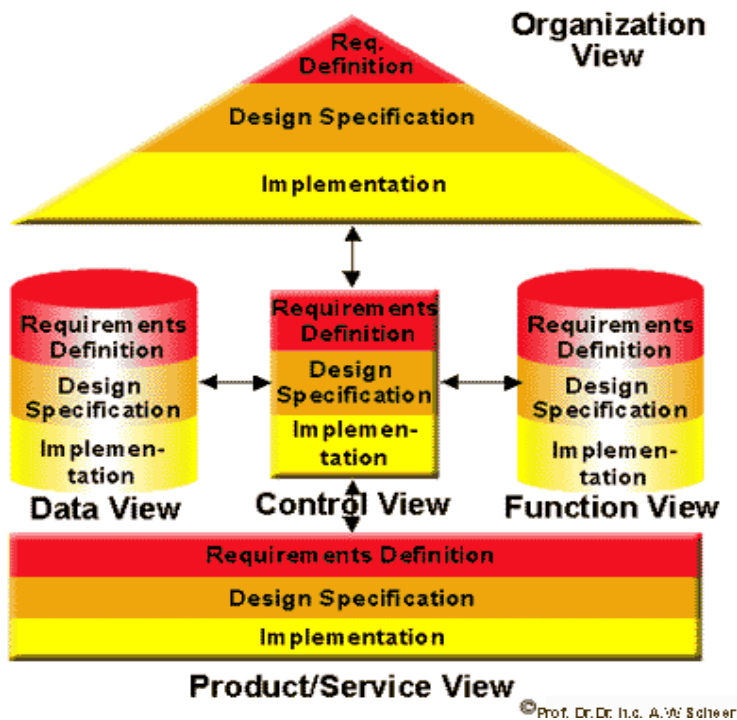 Organization
View
Req.
Definition
Design Specification
Implementation
Requirements
Definition
Design
Specification
Implemen-
tation
Data View
Requirements
Definition
Design
Specification
Implemen-
tation
Control View
Requirements
Definition
Design
Specification
Implemen-
tation
Function View
Requirements Definition
Design Specification
Implementation
Product/Service View
©Prof. Dr. Dr. h.c. A.W. Scheer